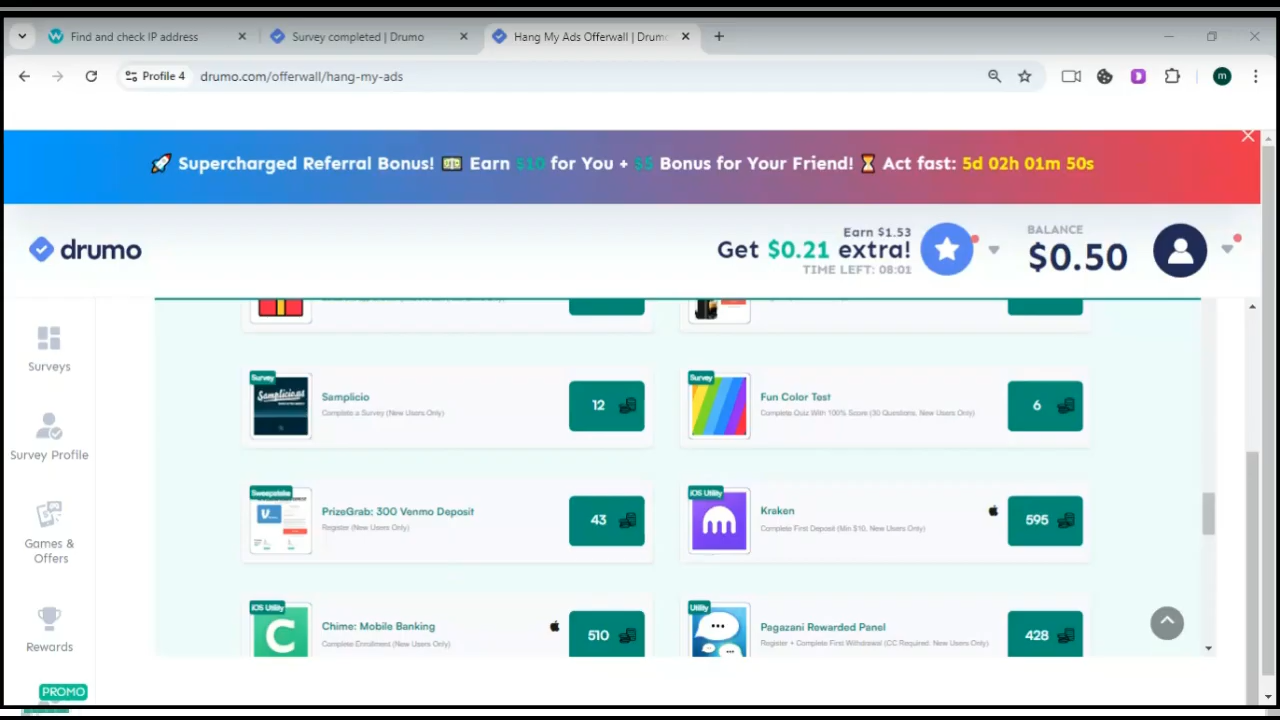 Find and check IP address
Survey completed | Drumo
Hang My Ads Offerwall | Drumo
Profile 4
drumo.com/offerwall/hang-my-ads
m
🚀 Supercharged Referral Bonus! 💵 Earn $10 for You + $5 Bonus for Your Friend! ⏳ Act fast: 5d 02h 01m 50s
drumo
Earn $1.53
Get $0.21 extra!
TIME LEFT: 08:01
BALANCE
$0.50
Surveys
Survey Profile
Games & Offers
Rewards
PROMO
Survey
Samplicio
Complete a Survey (New Users Only)
12
Survey
Fun Color Test
Complete Quiz With 100% Score (30 Questions, New Users Only)
6
Sweepstake
PrizeGrab: 300 Venmo Deposit
Register (New Users Only)
43
iOS Utility
Kraken
Complete First Deposit (Min $10, New Users Only)
595
iOS Utility
Chime: Mobile Banking
Complete Enrollment (New Users Only)
510
Utility
Pagazani Rewarded Panel
Register + Complete First Withdrawal (CC Required, New Users Only)
428